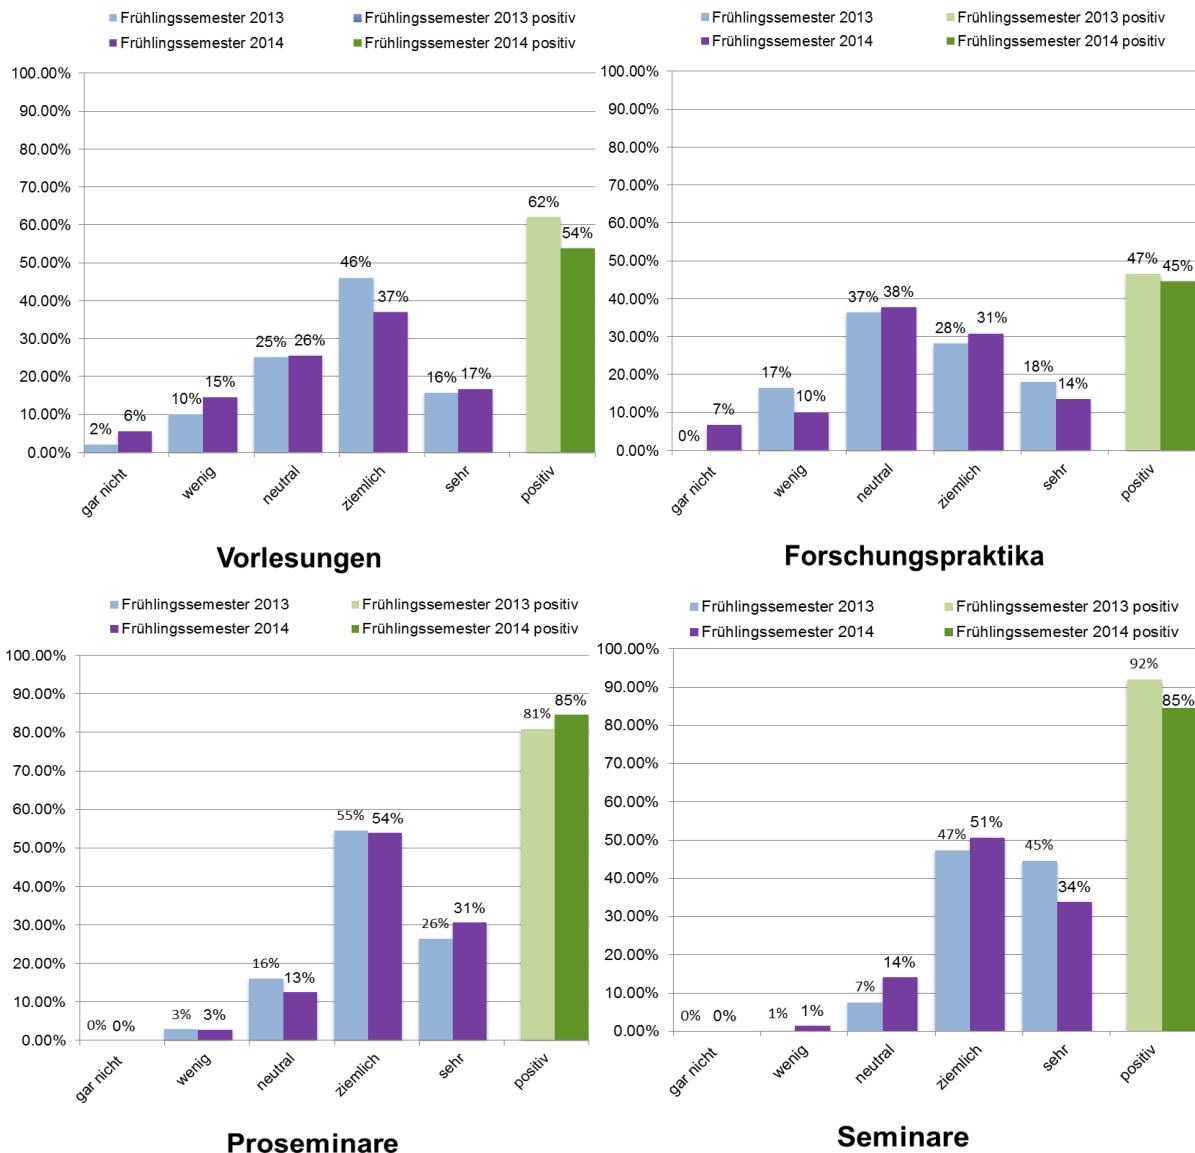 Frühlingssemester 2013 Frühlingssemester 2013 positiv
Frühlingssemester 2014 Frühlingssemester 2014 positiv
100.00%
90.00%
80.00%
70.00%
60.00%
50.00%
40.00%
30.00%
20.00%
10.00%
0.00%
2% 6% 10% 15% 25% 26% 46% 37% 16% 17% 62% 54%
gar nicht wenig neutral ziemlich sehr positiv
Vorlesungen
Frühlingssemester 2013 Frühlingssemester 2013 positiv
Frühlingssemester 2014 Frühlingssemester 2014 positiv
100.00%
90.00%
80.00%
70.00%
60.00%
50.00%
40.00%
30.00%
20.00%
10.00%
0.00%
0% 7% 17% 10% 37% 38% 28% 31% 18% 14% 47% 45%
gar nicht wenig neutral ziemlich sehr positiv
Forschungspraktika
Frühlingssemester 2013 Frühlingssemester 2013 positiv
Frühlingssemester 2014 Frühlingssemester 2014 positiv
100.00%
90.00%
80.00%
70.00%
60.00%
50.00%
40.00%
30.00%
20.00%
10.00%
0.00%
0% 0% 3% 3% 16% 13% 55% 54% 26% 31% 81% 85%
gar nicht wenig neutral ziemlich sehr positiv
Proseminare
Frühlingssemester 2013 Frühlingssemester 2013 positiv
Frühlingssemester 2014 Frühlingssemester 2014 positiv
100.00%
90.00%
80.00%
70.00%
60.00%
50.00%
40.00%
30.00%
20.00%
10.00%
0.00%
0% 0% 1% 1% 7% 14% 47% 51% 45% 34% 92% 85%
gar nicht wenig neutral ziemlich sehr positiv
Seminare